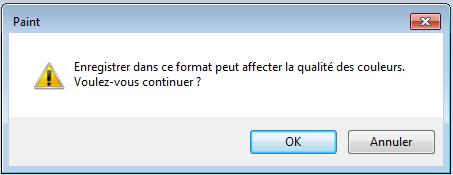 Paint
Enregistrer dans ce format peut affecter la qualité des couleurs.
Voulez-vous continuer ?
OK
Annuler